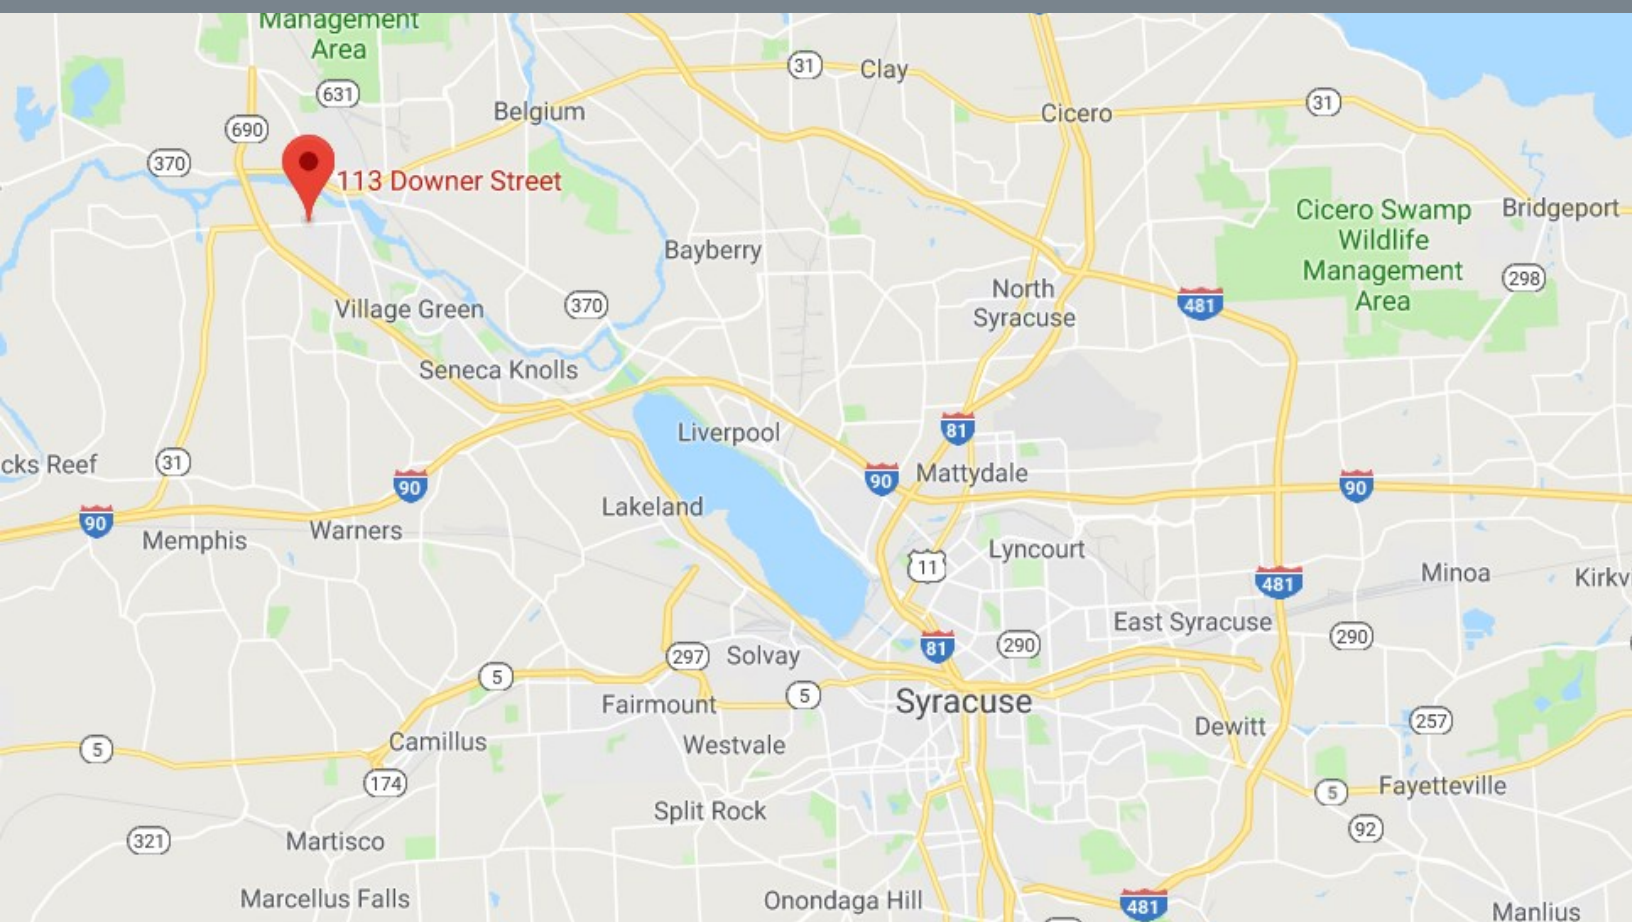 Management
Area
631
31
Clay
Belgium
Cicero
31
690
370
113 Downer Street
Cicero Swamp
Wildlife
Management
Area
Bridgeport
Bayberry
298
North
Syracuse
481
Village Green
370
Seneca Knolls
Liverpool
81
cks Reef
31
90
90
Mattydale
90
Lakeland
90
Memphis
Warners
Lyncourt
11
481
Minoa
Kirkv
East Syracuse
290
81
290
297
Solvay
5
5
Fairmount
Syracuse
257
Dewitt
5
Camillus
Westvale
174
5
Fayetteville
Split Rock
92
321
Martisco
Marcellus Falls
Onondaga Hill
481
Manlius